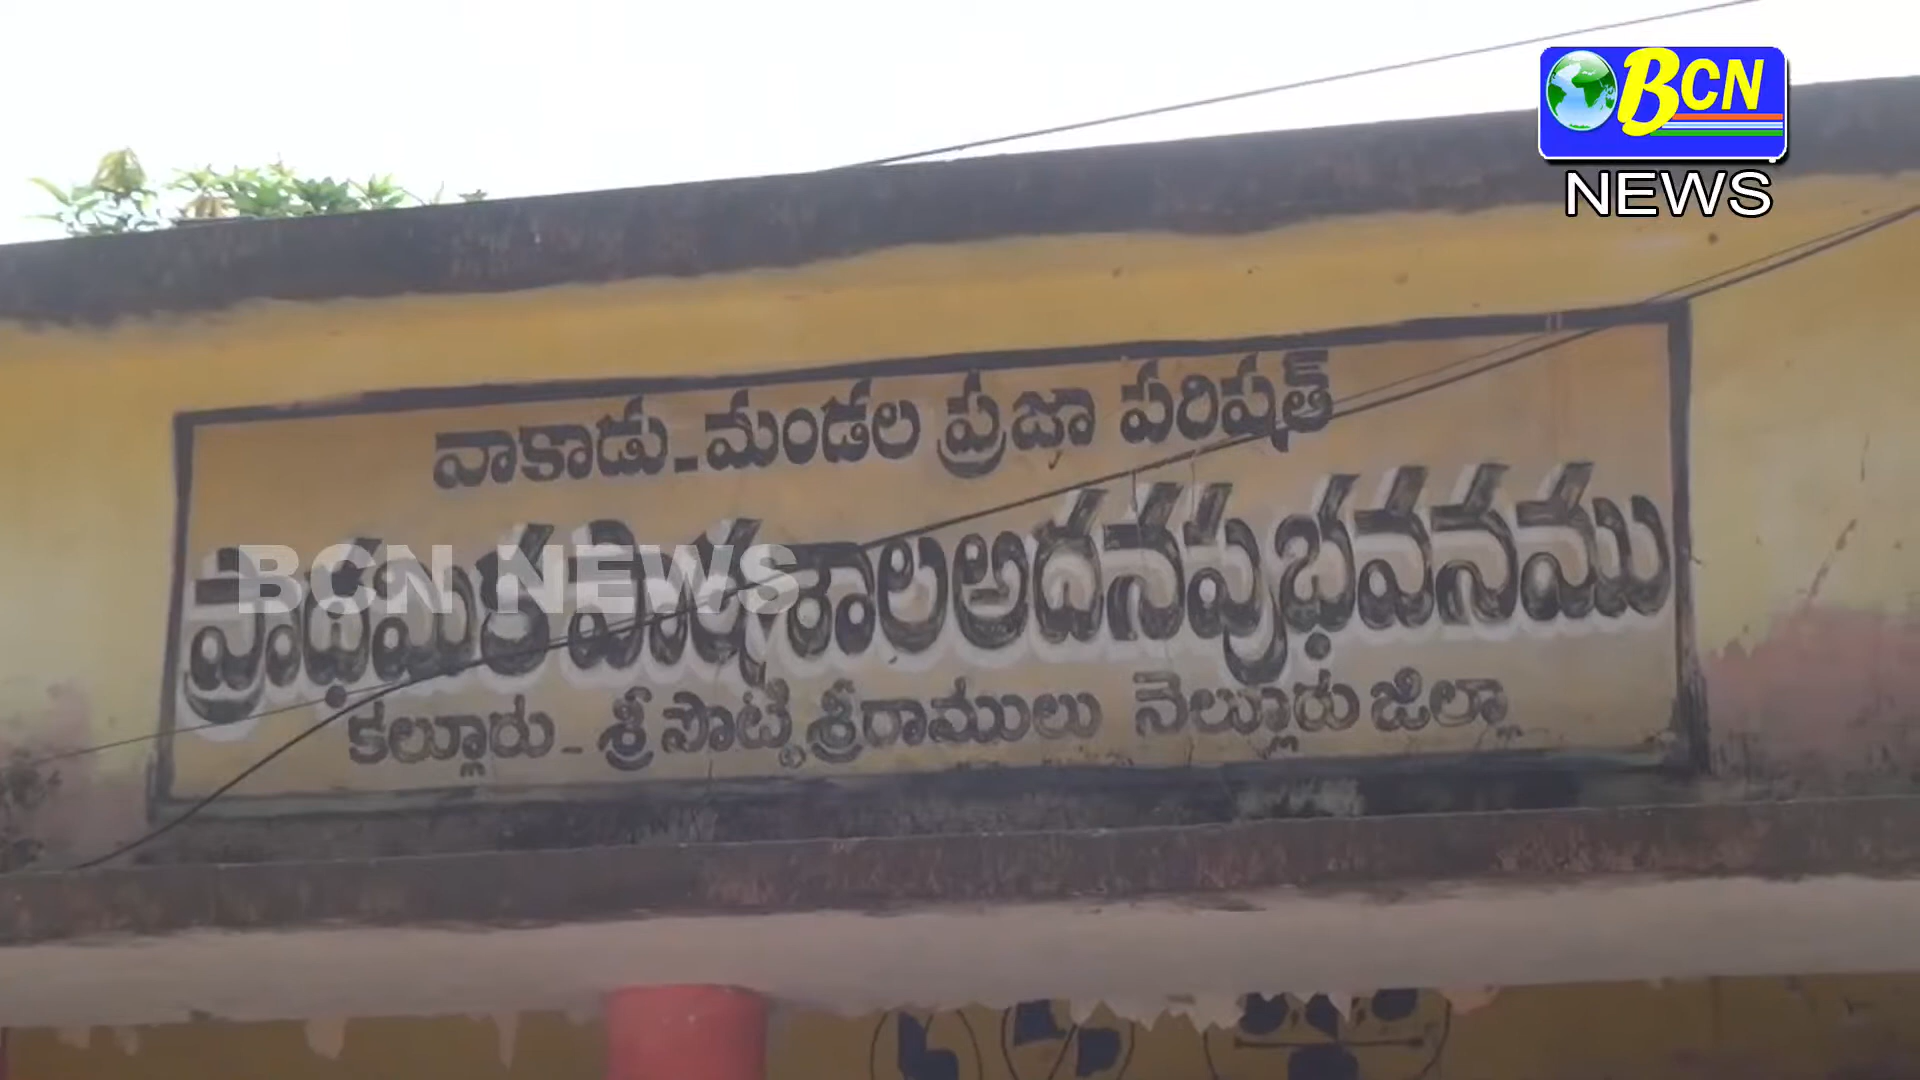 BCN
NEWS
వాకాడు - మండల ప్రజా పరిషత్
BCN NEWS
ప్రాథమిక పాఠశాల అదనపు భవనము
కల్లూరు - శ్రీ పొట్టి శ్రీరాములు నెల్లూరు జిల్లా